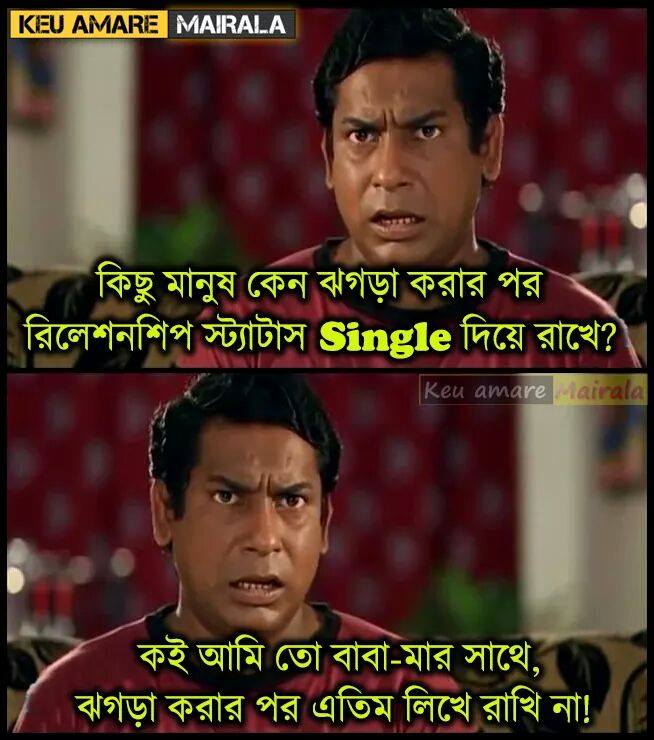 KEU AMARE MAIRALA
কিছু মানুষ কেন ঝগড়া করার পর
রিলেশনশিপ স্ট্যাটাস Single দিয়ে রাখে?
Keu amare Mairala
কই আমি তো বাবা-মার সাথে,
ঝগড়া করার পর এতিম লিখে রাখি না!